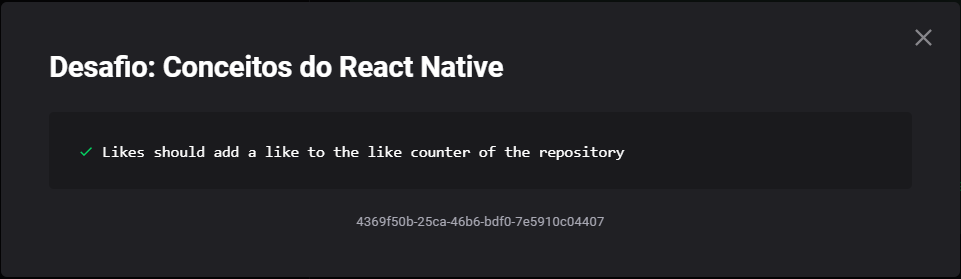 Desafio: Conceitos do React Native
Likes should add a like to the like counter of the repository
4369f50b-25ca-46b6-bdf0-7e5910c04407